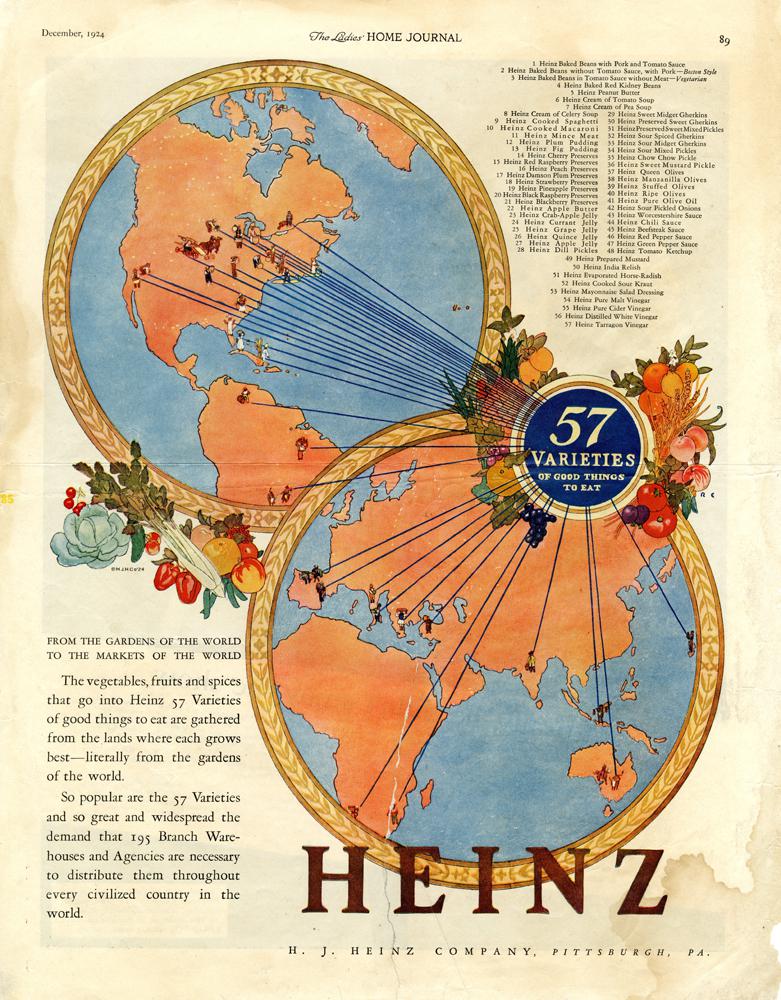 December, 1924
The Ladies' HOME JOURNAL
89
1 Heinz Baked Beans with Pork and Tomato Sauce
2 Heinz Baked Beans without Tomato Sauce, with Pork—Boston Style
3 Heinz Baked Beans in Tomato Sauce without Meat—Vegetarian
4 Heinz Baked Red Kidney Beans
5 Heinz Peanut Butter
6 Heinz Cream of Tomato Soup
7 Heinz Cream of Pea Soup
8 Heinz Cream of Celery Soup
9 Heinz Cooked Spaghetti
10 Heinz Cooked Macaroni
11 Heinz Mince Meat
12 Heinz Plum Pudding
13 Heinz Fig Pudding
14 Heinz Cherry Preserves
15 Heinz Red Raspberry Preserves
16 Heinz Peach Preserves
17 Heinz Damson Plum Preserves
18 Heinz Strawberry Preserves
19 Heinz Pineapple Preserves
20 Heinz Black Raspberry Preserves
21 Heinz Blackberry Preserves
22 Heinz Apple Butter
23 Heinz Crab-Apple Jelly
24 Heinz Currant Jelly
25 Heinz Grape Jelly
26 Heinz Quince Jelly
27 Heinz Apple Jelly
28 Heinz Dill Pickles
29 Heinz Sweet Midget Gherkins
30 Heinz Preserved Sweet Gherkins
31 Heinz Preserved Sweet Mixed Pickles
32 Heinz Sour Spiced Gherkins
33 Heinz Sour Midget Gherkins
34 Heinz Sour Mixed Pickles
35 Heinz Chow Chow Pickle
36 Heinz Sweet Mustard Pickle
37 Heinz Queen Olives
38 Heinz Manzanilla Olives
39 Heinz Stuffed Olives
40 Heinz Ripe Olives
41 Heinz Pure Olive Oil
42 Heinz Sour Pickled Onions
43 Heinz Worcestershire Sauce
44 Heinz Chili Sauce
45 Heinz Beefsteak Sauce
46 Heinz Red Pepper Sauce
47 Heinz Green Pepper Sauce
48 Heinz Tomato Ketchup
49 Heinz Prepared Mustard
50 Heinz India Relish
51 Heinz Evaporated Horse-Radish
52 Heinz Cooked Sour Kraut
53 Heinz Mayonnaise Salad Dressing
54 Heinz Pure Malt Vinegar
55 Heinz Pure Cider Vinegar
56 Heinz Distilled White Vinegar
57 Heinz Tarragon Vinegar
57
VARIETIES
OF GOOD THINGS
TO EAT
R C
85
©H.J.H.Co'24
FROM THE GARDENS OF THE WORLD
TO THE MARKETS OF THE WORLD
The vegetables, fruits and spices
that go into Heinz 57 Varieties
of good things to eat are gathered
from the lands where each grows
best—literally from the gardens
of the world.
So popular are the 57 Varieties
and so great and widespread the
demand that 195 Branch Ware-
houses and Agencies are necessary
to distribute them throughout
every civilized country in the
world.
HEINZ
H. J. HEINZ COMPANY, PITTSBURGH, PA.